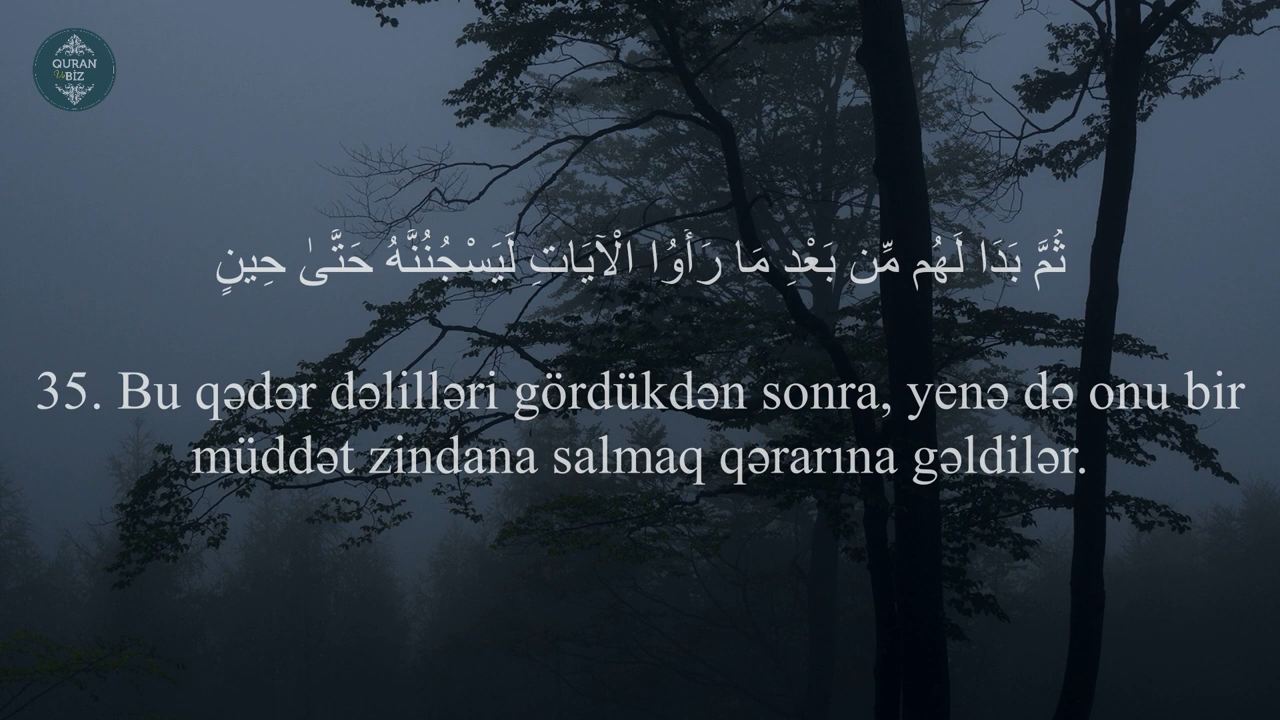 QURAN
Və BİZ
ثُمَّ بَدَا لَهُم مِّن بَعْدِ مَا رَأَوُا الْآيَاتِ لَيَسْجُنُنَّهُ حَتَّىٰ حِينٍ
35. Bu qədər dəlilləri gördükdən sonra, yenə də onu bir
müddət zindana salmaq qərarına gəldilər.